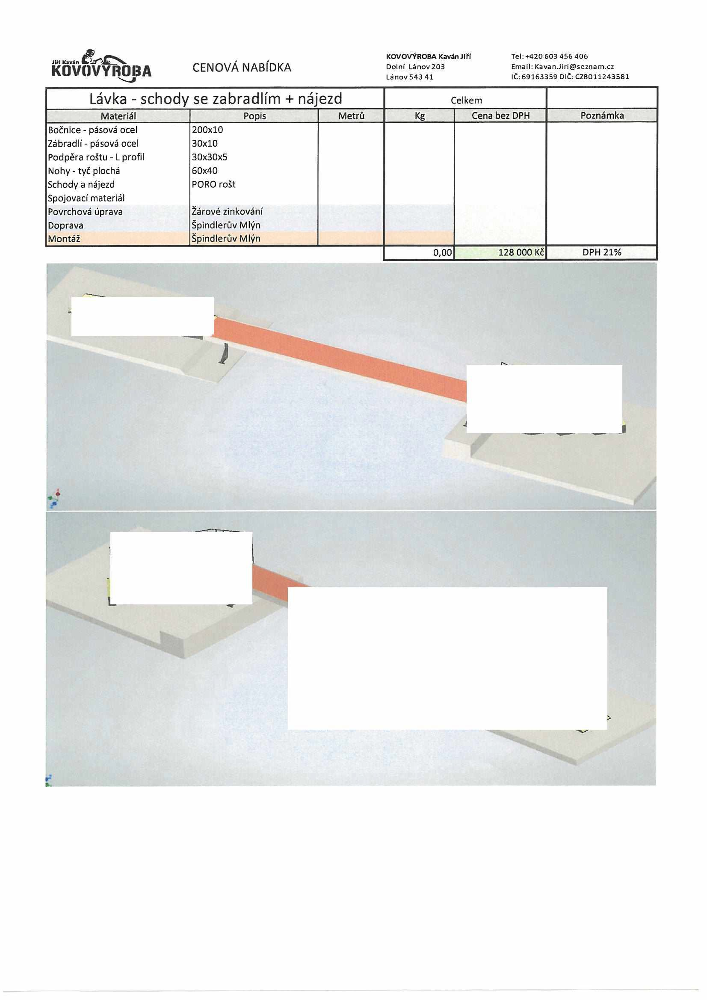 Jiří Kaván
KOVOVÝROBA
CENOVÁ NABÍDKA
KOVOVÝROBA Kaván Jiří
Dolní Lánov 203
Lánov 543 41
Tel: +420 603 456 406
Email: Kavan.Jiri@seznam.cz
IČ: 69163359 DIČ: CZ8011243581
Lávka - schody se zabradlím + nájezd Celkem
Materiál Popis Metrů Kg Cena bez DPH Poznámka
Bočnice - pásová ocel 200x10
Zábradlí - pásová ocel 30x10
Podpěra roštu - L profil 30x30x5
Nohy - tyč plochá 60x40
Schody a nájezd PORO rošt
Spojovací materiál
Povrchová úprava Žárové zinkování
Doprava Špindlerův Mlýn
Montáž Špindlerův Mlýn
0,00 128 000 Kč DPH 21%